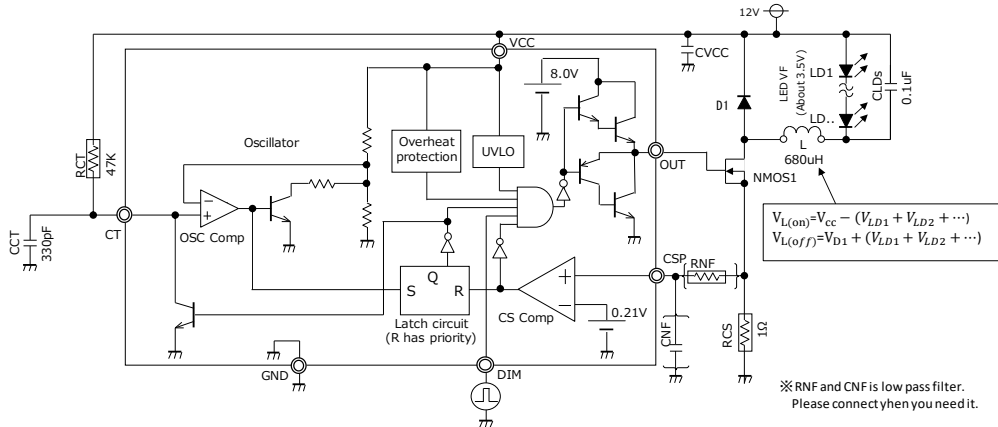 12V
VCC
CVCC
LED VF
(About 3.5V)
LD1
LD..
CLDs
0.1uF
8.0V
D1
L
680uH
RCT
47K
Oscillator
Overheat
protection
UVLO
OUT
NMOS1
CCT
330pF
CT
OSC Comp
V_L(on)=V_cc − (V_LD1 + V_LD2 + ⋯)
V_L(off)=V_D1 + (V_LD1 + V_LD2 + ⋯)
CSP
RNF
S
Q
R
CS Comp
0.21V
Latch circuit
(R has priority)
CNF
RCS
1Ω
GND
DIM
※RNF and CNF is low pass filter.
Please connectyhen you need it.